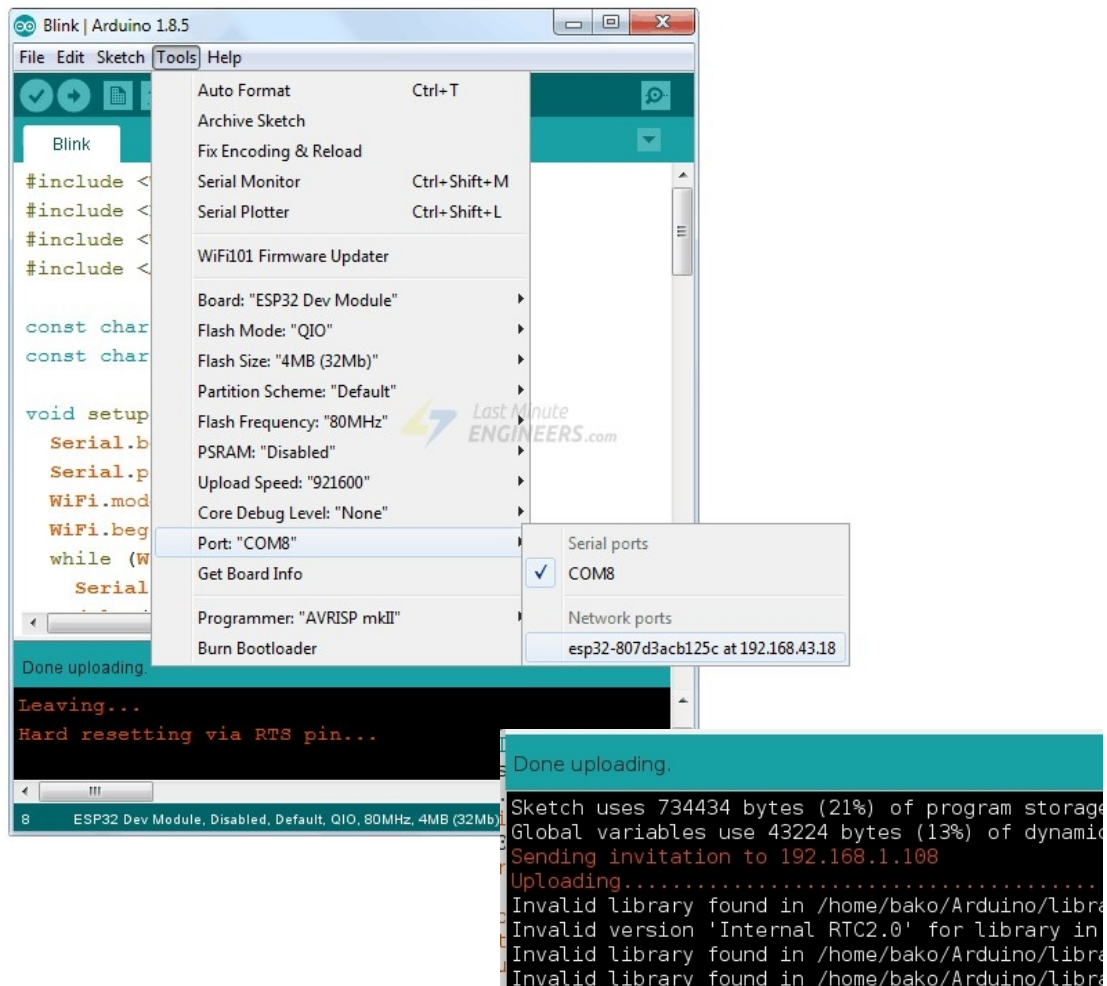 Blink | Arduino 1.8.5
File Edit Sketch Tools Help
Blink
#include <
#include <
#include <
#include <
const char
const char
void setup
Serial.b
Serial.p
WiFi.mod
WiFi.beg
while (W
Serial
Auto Format Ctrl+T
Archive Sketch
Fix Encoding & Reload
Serial Monitor Ctrl+Shift+M
Serial Plotter Ctrl+Shift+L
WiFi101 Firmware Updater
Board: "ESP32 Dev Module"
Flash Mode: "QIO"
Flash Size: "4MB (32Mb)"
Partition Scheme: "Default"
Flash Frequency: "80MHz"
PSRAM: "Disabled"
Upload Speed: "921600"
Core Debug Level: "None"
Port: "COM8"
Get Board Info
Programmer: "AVRISP mkII"
Burn Bootloader
Last Minute
ENGINEERS.com
Serial ports
COM8
Network ports
esp32-807d3acb125c at 192.168.43.18
Done uploading.
Leaving...
Hard resetting via RTS pin...
8 ESP32 Dev Module, Disabled, Default, QIO, 80MHz, 4MB (32Mb)
Done uploading.
Sketch uses 734434 bytes (21%) of program storage
Global variables use 43224 bytes (13%) of dynamic
Sending invitation to 192.168.1.108
Uploading.......................................
Invalid library found in /home/bako/Arduino/libra
Invalid version 'Internal RTC2.0' for library in
Invalid library found in /home/bako/Arduino/libra
Invalid library found in /home/bako/Arduino/libra